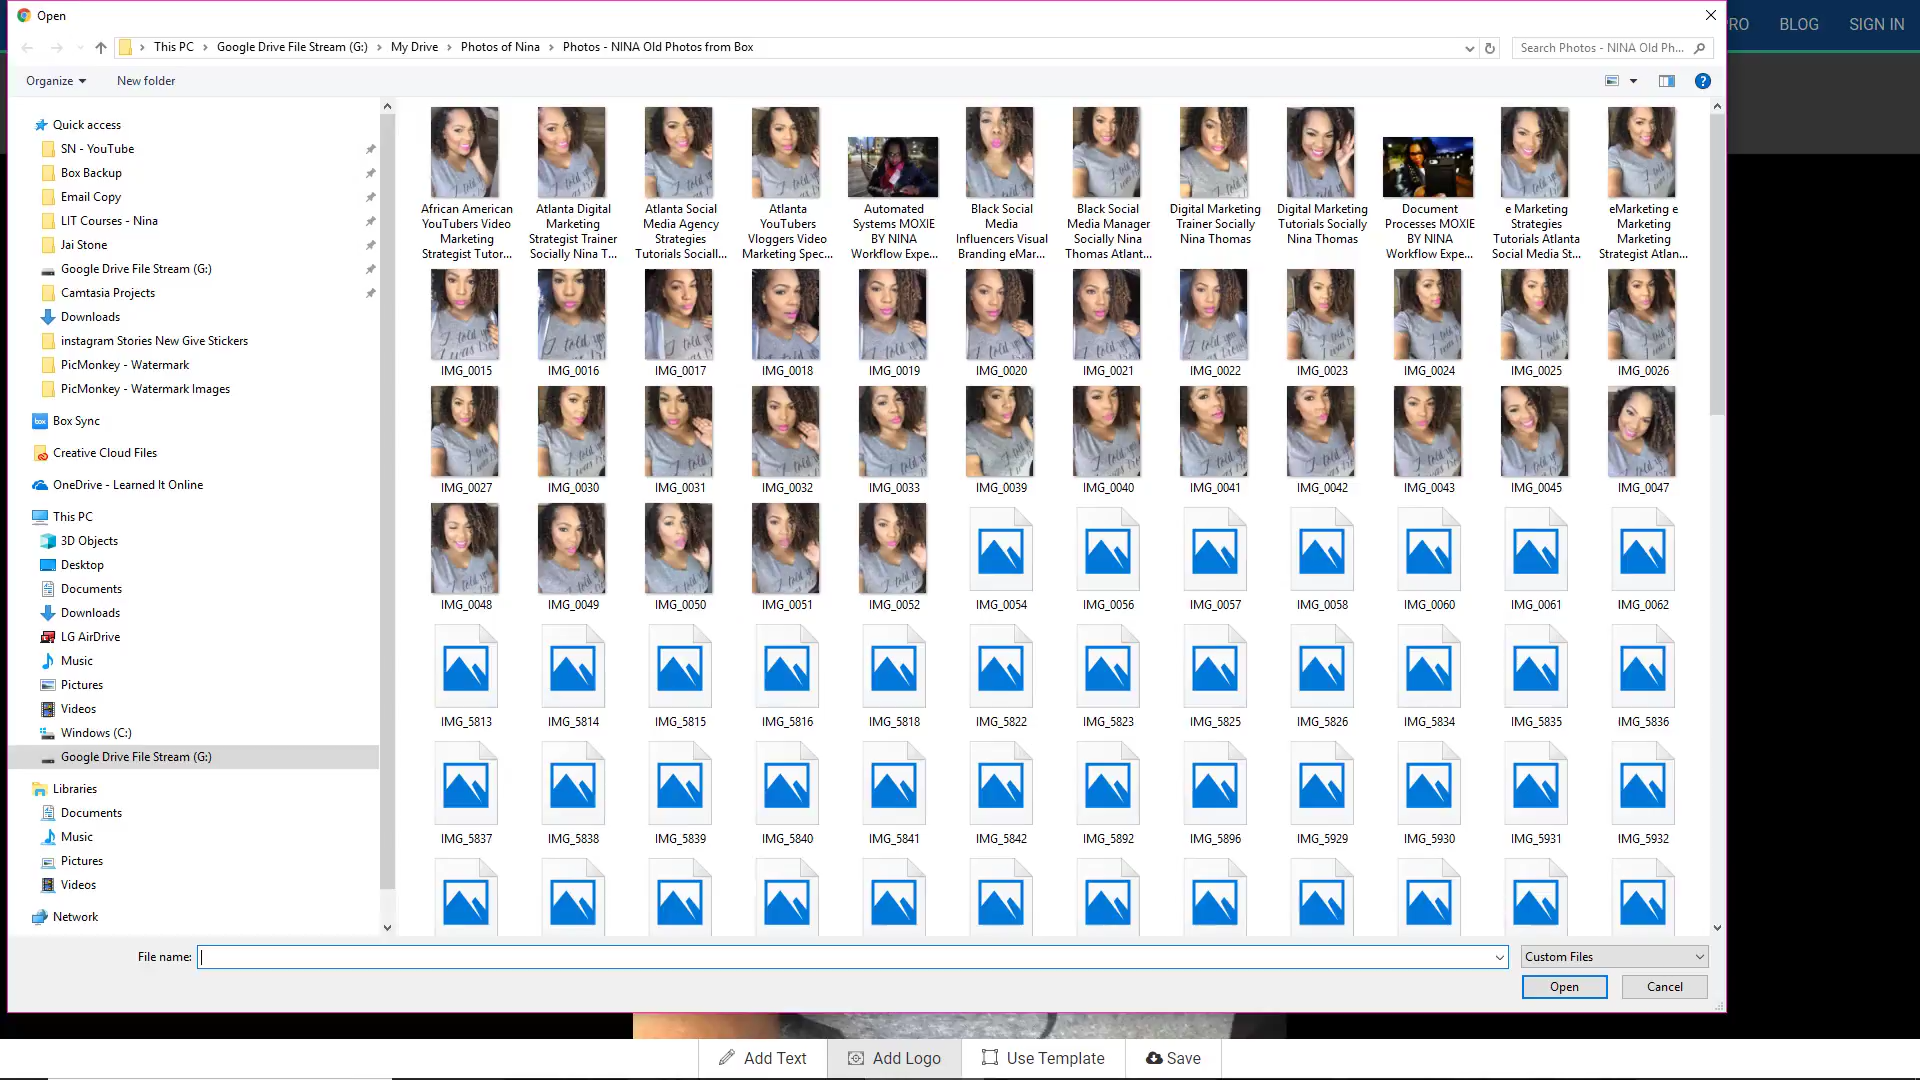 Open
PRO BLOG SIGN IN
This PC > Google Drive File Stream (G:) > My Drive > Photos of Nina > Photos - NINA Old Photos from Box
Search Photos - NINA Old Ph...
Organize New folder
Quick access
SN - YouTube
Box Backup
Email Copy
LIT Courses - Nina
Jai Stone
Google Drive File Stream (G:)
Camtasia Projects
Downloads
instagram Stories New Give Stickers
PicMonkey - Watermark
PicMonkey - Watermark Images
Box Sync
Creative Cloud Files
OneDrive - Learned It Online
This PC
3D Objects
Desktop
Documents
Downloads
LG AirDrive
Music
Pictures
Videos
Windows (C:)
Google Drive File Stream (G:)
Libraries
Documents
Music
Pictures
Videos
Network
African American
YouTubers Video
Marketing
Strategist Tutor...
Atlanta Digital
Marketing
Strategist Trainer
Socially Nina T...
Atlanta Social
Media Agency
Strategies
Tutorials Sociall...
Atlanta
YouTubers
Vloggers Video
Marketing Spec...
Automated
Systems MOXIE
BY NINA
Workflow Expe...
Black Social
Media
Influencers Visual
Branding eMar...
Black Social
Media Manager
Socially Nina
Thomas Atlant...
Digital Marketing
Trainer Socially
Nina Thomas
Digital Marketing
Tutorials Socially
Nina Thomas
Document
Processes MOXIE
BY NINA
Workflow Expe...
e Marketing
Strategies
Tutorials Atlanta
Social Media St...
eMarketing e
Marketing
Marketing
Strategist Atlan...
IMG_0015 IMG_0016 IMG_0017 IMG_0018 IMG_0019 IMG_0020 IMG_0021 IMG_0022 IMG_0023 IMG_0024 IMG_0025 IMG_0026
IMG_0027 IMG_0030 IMG_0031 IMG_0032 IMG_0033 IMG_0039 IMG_0040 IMG_0041 IMG_0042 IMG_0043 IMG_0045 IMG_0047
IMG_0048 IMG_0049 IMG_0050 IMG_0051 IMG_0052 IMG_0054 IMG_0056 IMG_0057 IMG_0058 IMG_0060 IMG_0061 IMG_0062
IMG_5813 IMG_5814 IMG_5815 IMG_5816 IMG_5818 IMG_5822 IMG_5823 IMG_5825 IMG_5826 IMG_5834 IMG_5835 IMG_5836
IMG_5837 IMG_5838 IMG_5839 IMG_5840 IMG_5841 IMG_5842 IMG_5892 IMG_5896 IMG_5929 IMG_5930 IMG_5931 IMG_5932
File name:
Custom Files
Open Cancel
Add Text Add Logo Use Template Save